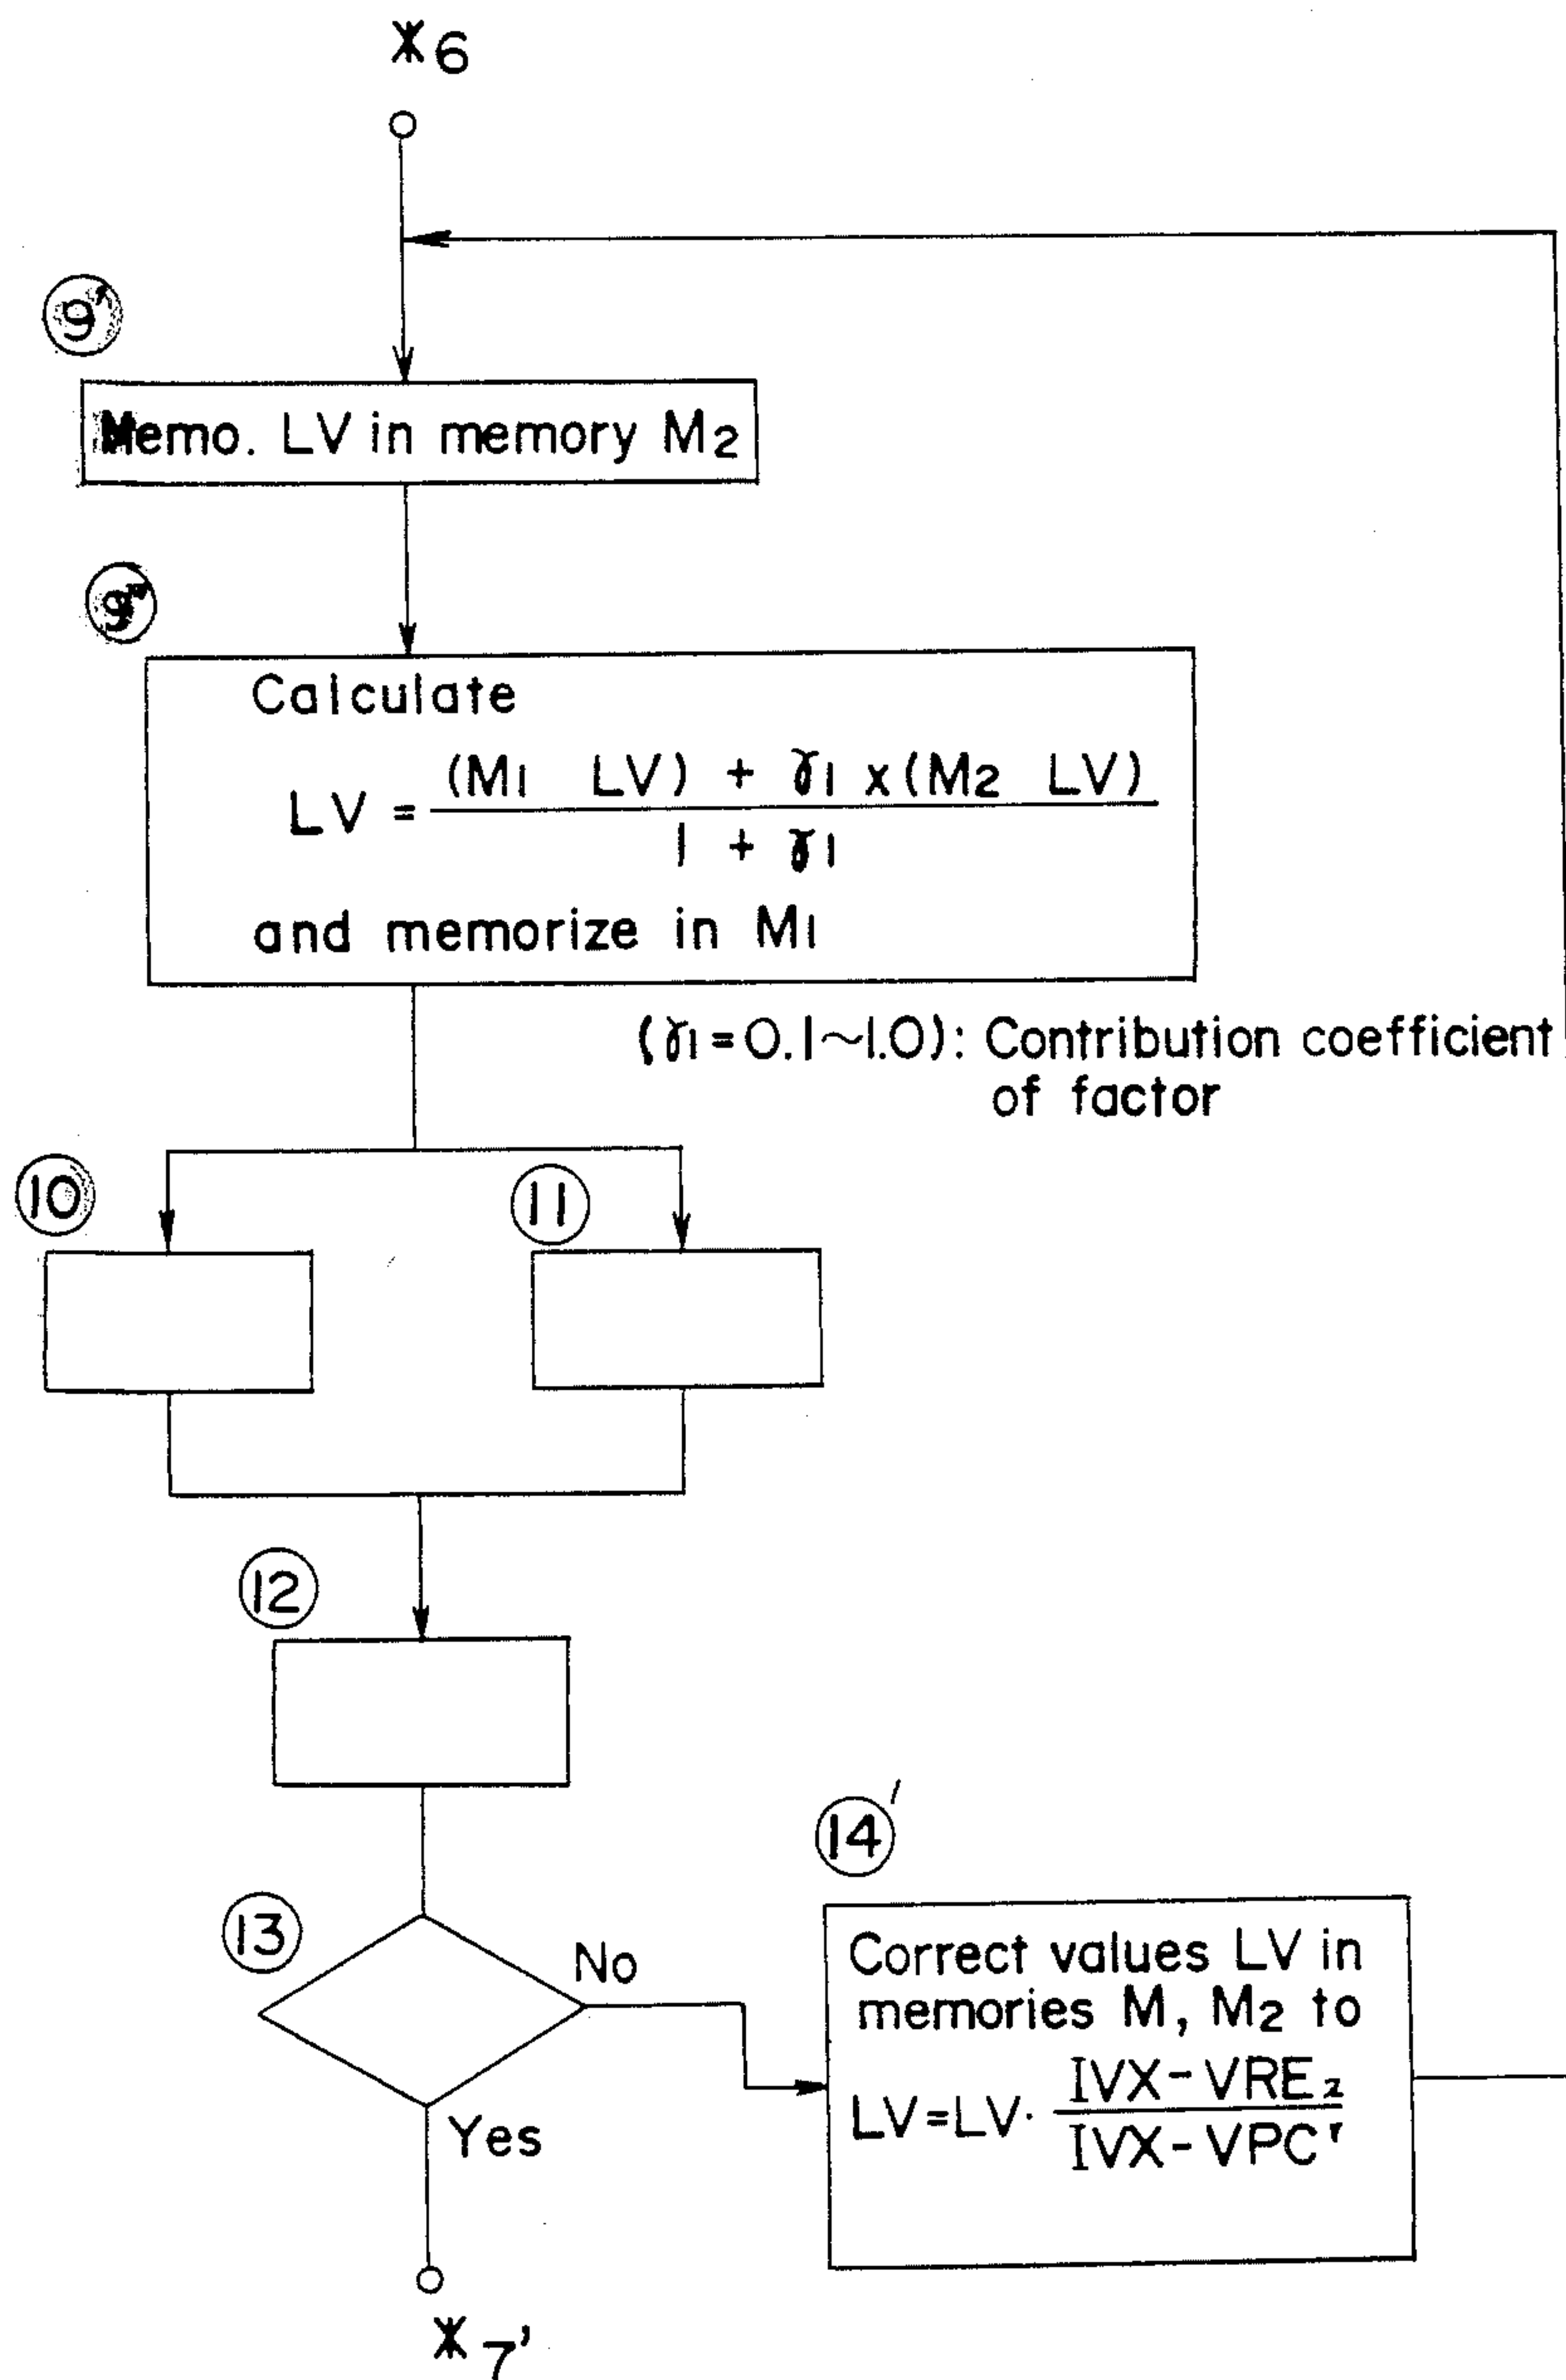 *6
9'
Memo. LV in memory M2
9"
Calculate
LV = (M1 LV) + γ1 x (M2 LV)
1 + γ1
and memorize in M1
(γ1 = 0.1~1.0): Contribution coefficient
of factor
10
11
12
13
No
Yes
14'
Correct values LV in
memories M, M2 to
LV = LV · IVX - VRE2
IVX - VPC'
*7'